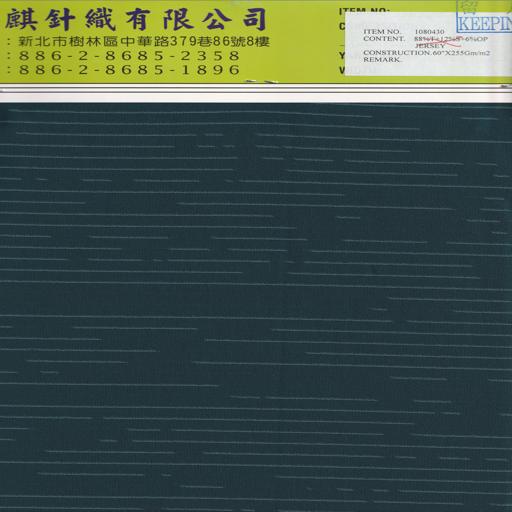 麒針織有限公司
: 新北市樹林區中華路379巷86號8樓
: 886-2-8685-2358
: 886-2-8685-1896
ITEM NO:
ITEM NO. 1080430
CONTENT. 88%T+12%S+6%OP
JERSEY
CONSTRUCTION.60"X255Gm/m2
REMARK.
留
KEEPIN